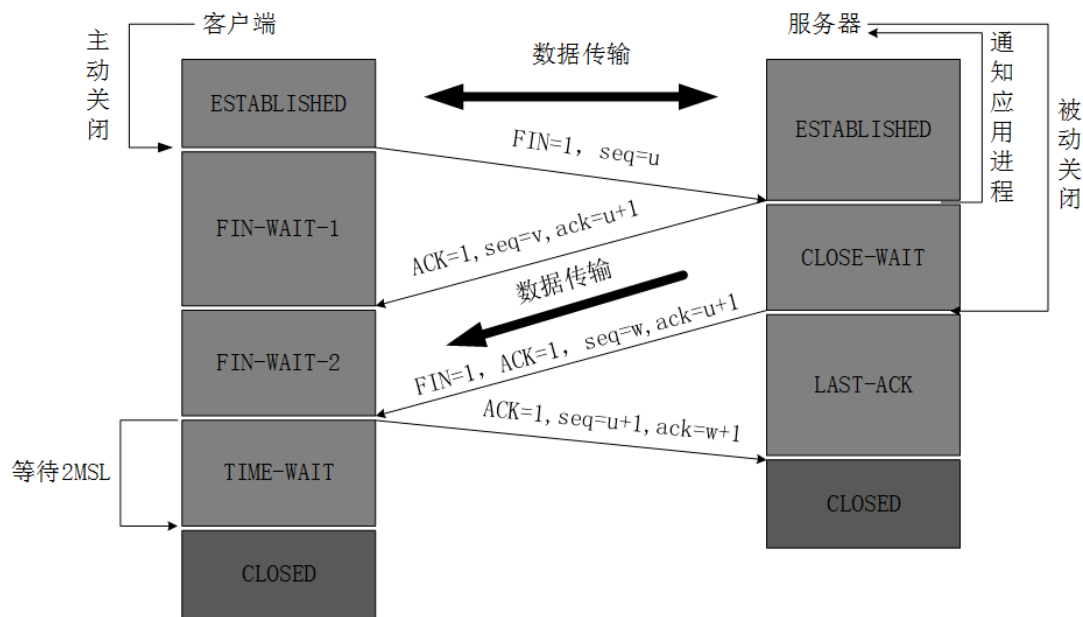 客户端
服务器
主动关闭
数据传输
通知应用进程
被动关闭
ESTABLISHED
ESTABLISHED
FIN=1, seq=u
FIN-WAIT-1
ACK=1,seq=v,ack=u+1
CLOSE-WAIT
数据传输
FIN-WAIT-2
FIN=1, ACK=1, seq=w,ack=u+1
LAST-ACK
ACK=1,seq=u+1,ack=w+1
等待2MSL
TIME-WAIT
CLOSED
CLOSED